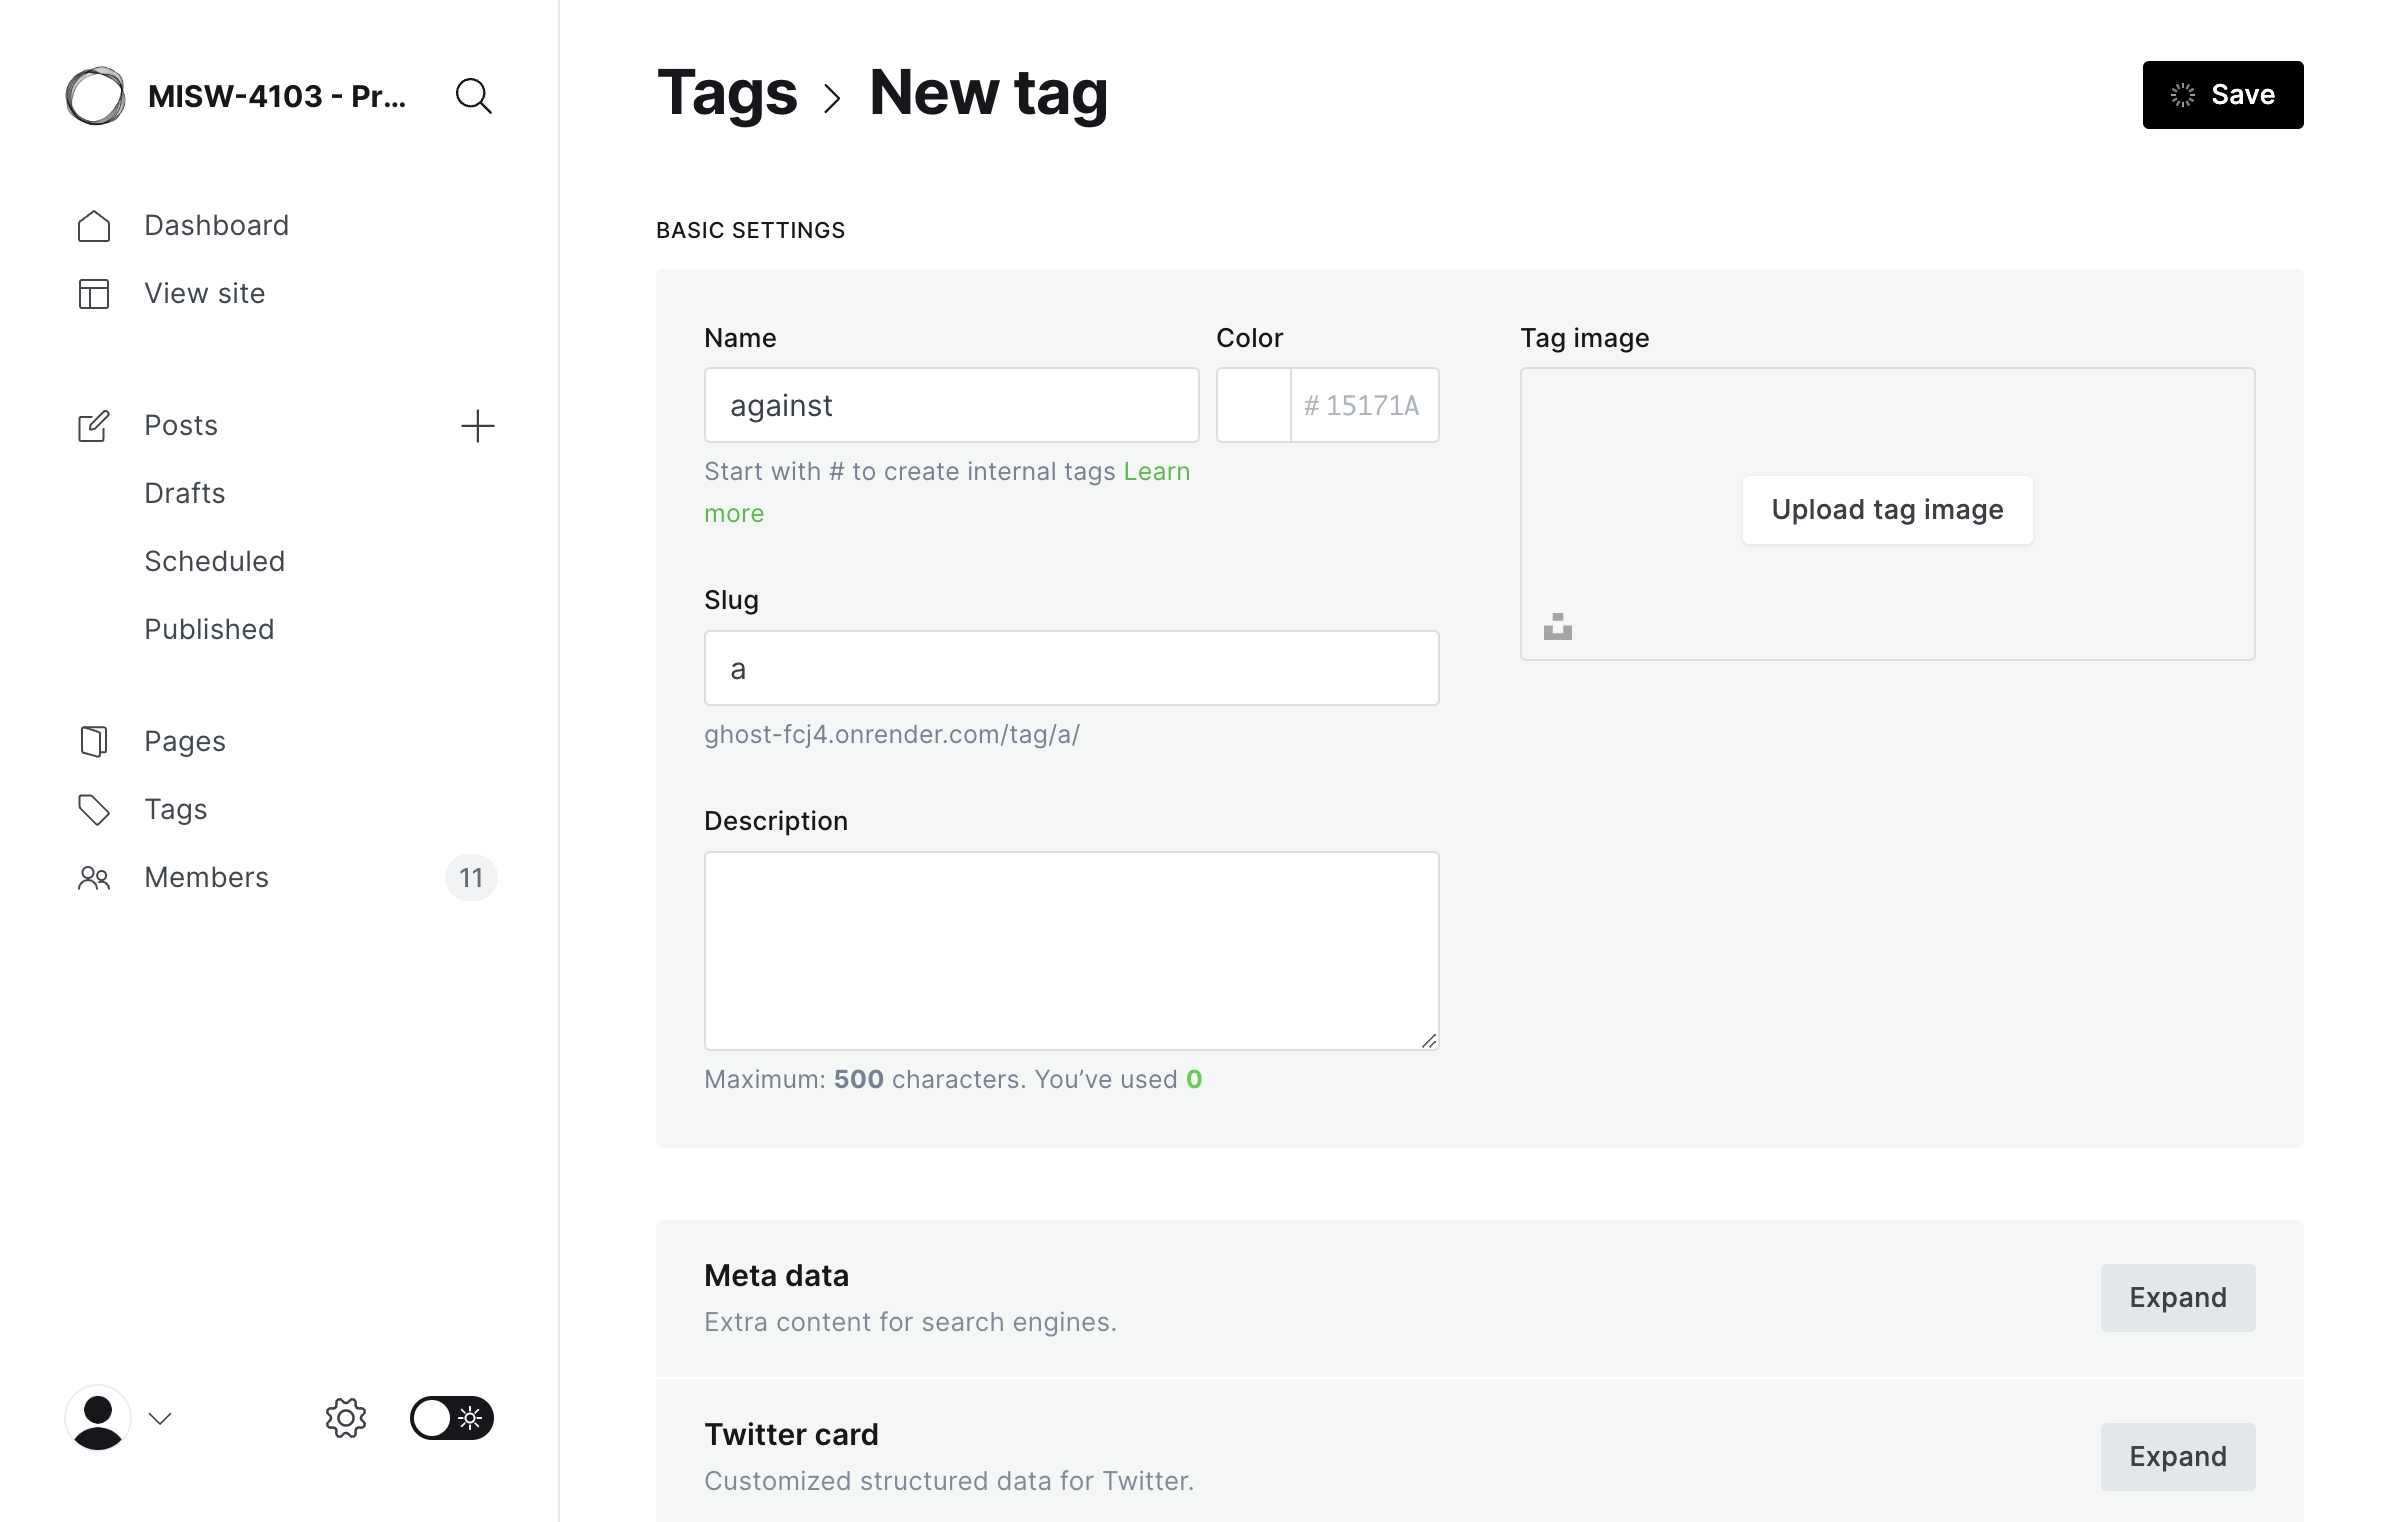 MISW-4103 - Pr...
Dashboard
View site
Posts
Drafts
Scheduled
Published
Pages
Tags
Members 11
Tags > New tag
Save
BASIC SETTINGS
Name
against
Start with # to create internal tags Learn
more
Color
# 15171A
Slug
a
ghost-fcj4.onrender.com/tag/a/
Description
Maximum: 500 characters. You’ve used 0
Tag image
Upload tag image
Meta data
Extra content for search engines.
Expand
Twitter card
Customized structured data for Twitter.
Expand